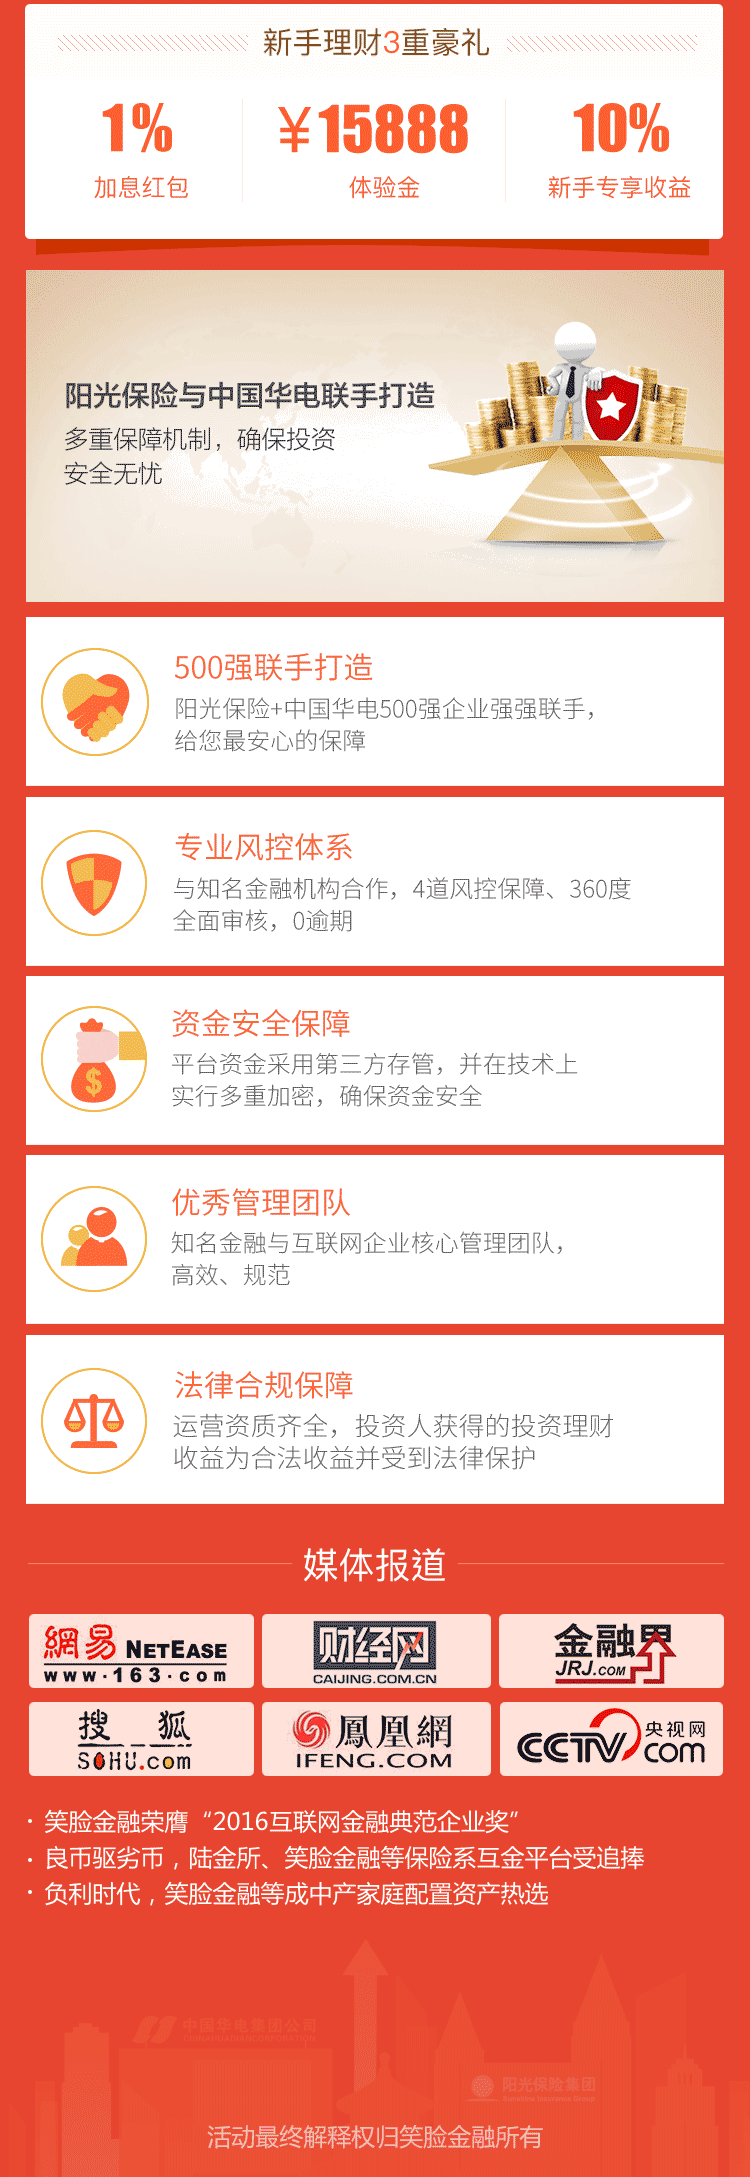 新手理财3重豪礼
1% ¥15888 10%
加息红包 体验金 新手专享收益
阳光保险与中国华电联手打造
多重保障机制，确保投资
安全无忧
500强联手打造
阳光保险+中国华电500强企业强强联手，
给您最安心的保障
专业风控体系
与知名金融机构合作，4道风控保障、360度
全面审核，0逾期
资金安全保障
$
平台资金采用第三方存管，并在技术上
实行多重加密，确保资金安全
优秀管理团队
知名金融与互联网企业核心管理团队，
高效、规范
法律合规保障
运营资质齐全，投资人获得的投资理财
收益为合法收益并受到法律保护
媒体报道
網易 NETEASE 财经网 金融界
www.163.com CAIJING.COM.CN JRJ.COM
搜狐 鳳凰網 CCTV 央视网
SOHU.com IFENG.COM com
· 笑脸金融荣膺“2016互联网金融典范企业奖”
· 良币驱劣币，陆金所、笑脸金融等保险系互金平台受追捧
· 负利时代，笑脸金融等成中产家庭配置资产热选
中国华电集团公司
阳光保险集团
Sunshine Insurance Group
活动最终解释权归笑脸金融所有